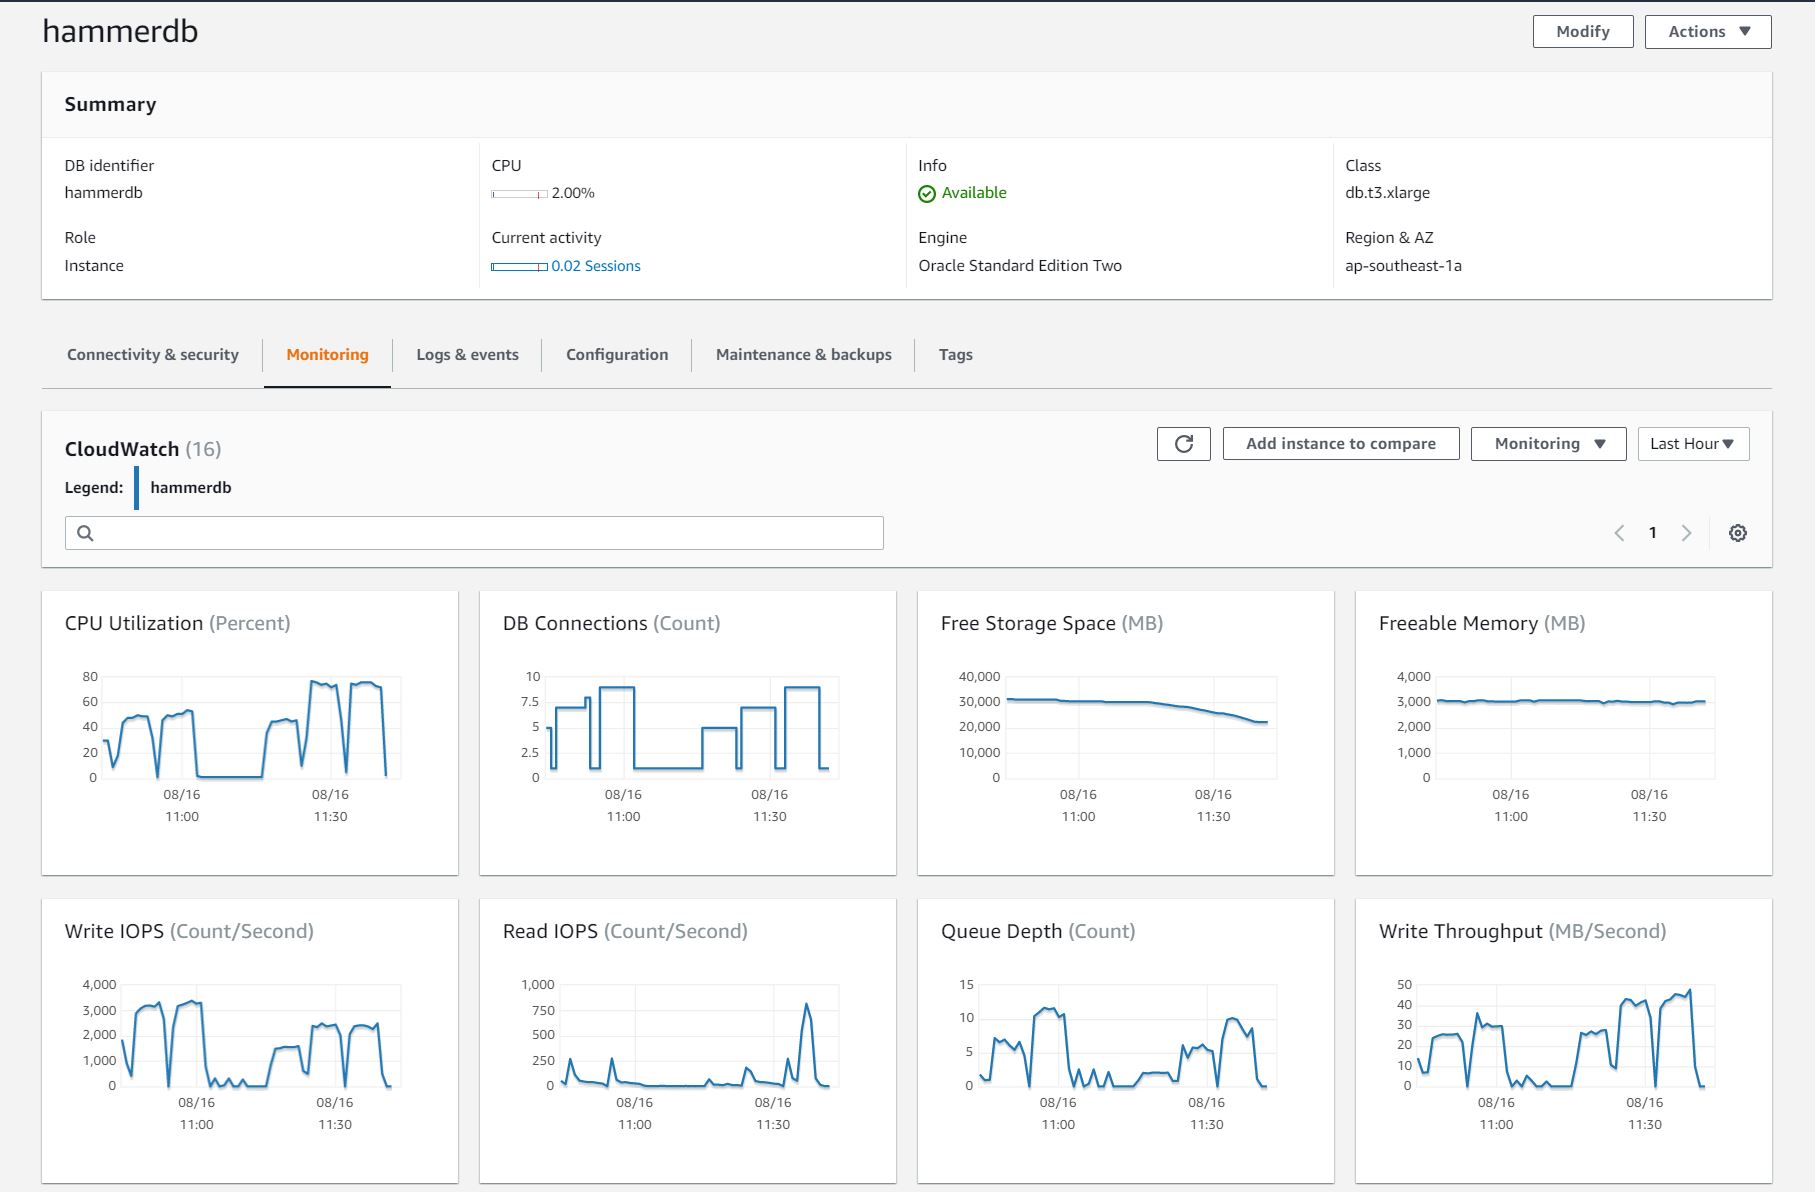 hammerdb
Modify
Actions
Summary
DB identifier
hammerdb
CPU
2.00%
Info
Available
Class
db.t3.xlarge
Role
Instance
Current activity
0.02 Sessions
Engine
Oracle Standard Edition Two
Region & AZ
ap-southeast-1a
Connectivity & security
Monitoring
Logs & events
Configuration
Maintenance & backups
Tags
CloudWatch (16)
Add instance to compare
Monitoring
Last Hour
Legend:
hammerdb
1
CPU Utilization (Percent)
80
60
40
20
0
08/16
11:00
08/16
11:30
DB Connections (Count)
10
7.5
5
2.5
0
08/16
11:00
08/16
11:30
Free Storage Space (MB)
40,000
30,000
20,000
10,000
0
08/16
11:00
08/16
11:30
Freeable Memory (MB)
4,000
3,000
2,000
1,000
0
08/16
11:00
08/16
11:30
Write IOPS (Count/Second)
4,000
3,000
2,000
1,000
0
08/16
11:00
08/16
11:30
Read IOPS (Count/Second)
1,000
750
500
250
0
08/16
11:00
08/16
11:30
Queue Depth (Count)
15
10
5
0
08/16
11:00
08/16
11:30
Write Throughput (MB/Second)
50
40
30
20
10
0
08/16
11:00
08/16
11:30